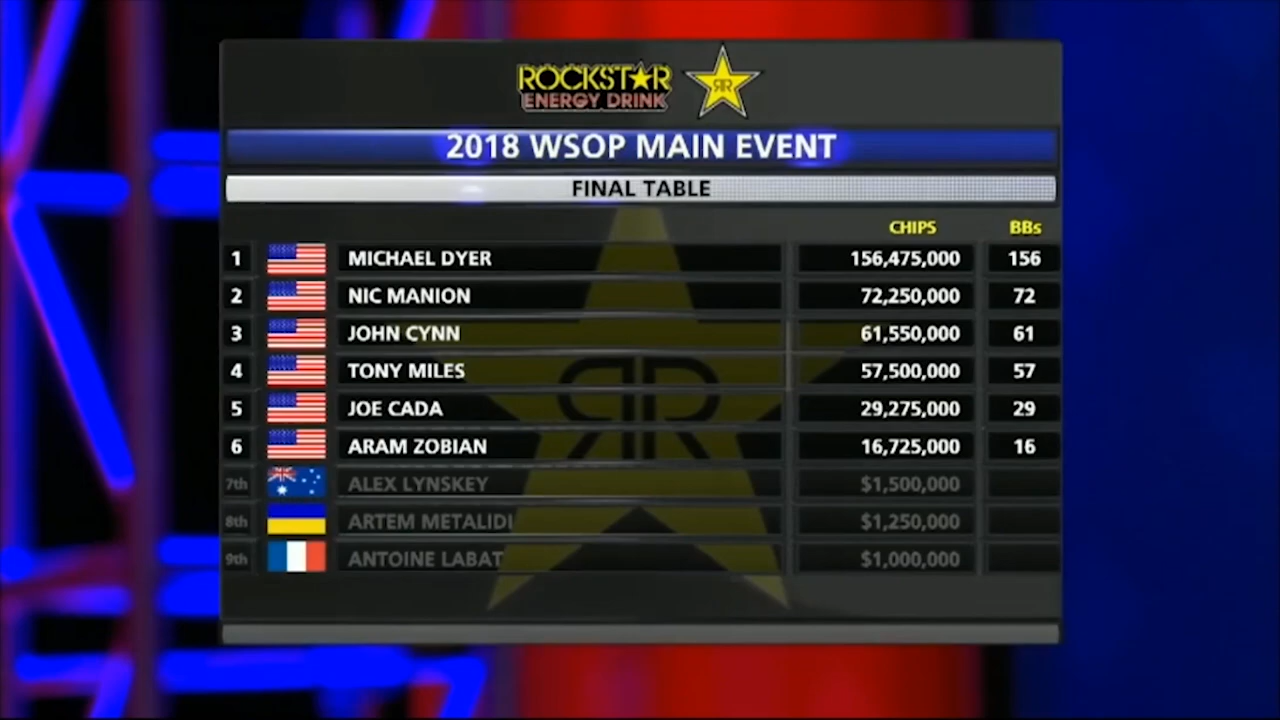 ROCKSTAR
ENERGY DRINK
2018 WSOP MAIN EVENT
FINAL TABLE
CHIPS BBs
1 MICHAEL DYER 156,475,000 156
2 NIC MANION 72,250,000 72
3 JOHN CYNN 61,550,000 61
4 TONY MILES 57,500,000 57
5 JOE CADA 29,275,000 29
6 ARAM ZOBIAN 16,725,000 16
7th ALEX LYNSKEY $1,500,000
8th ARTEM METALIDI $1,250,000
9th ANTOINE LABAT $1,000,000